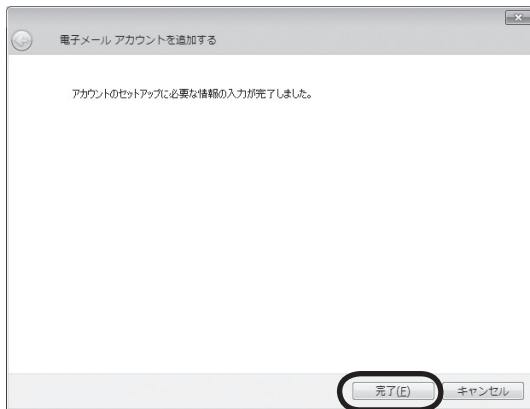 電子メール アカウントを追加する
アカウントのセットアップに必要な情報の入力が完了しました。
完了(F)
キャンセル